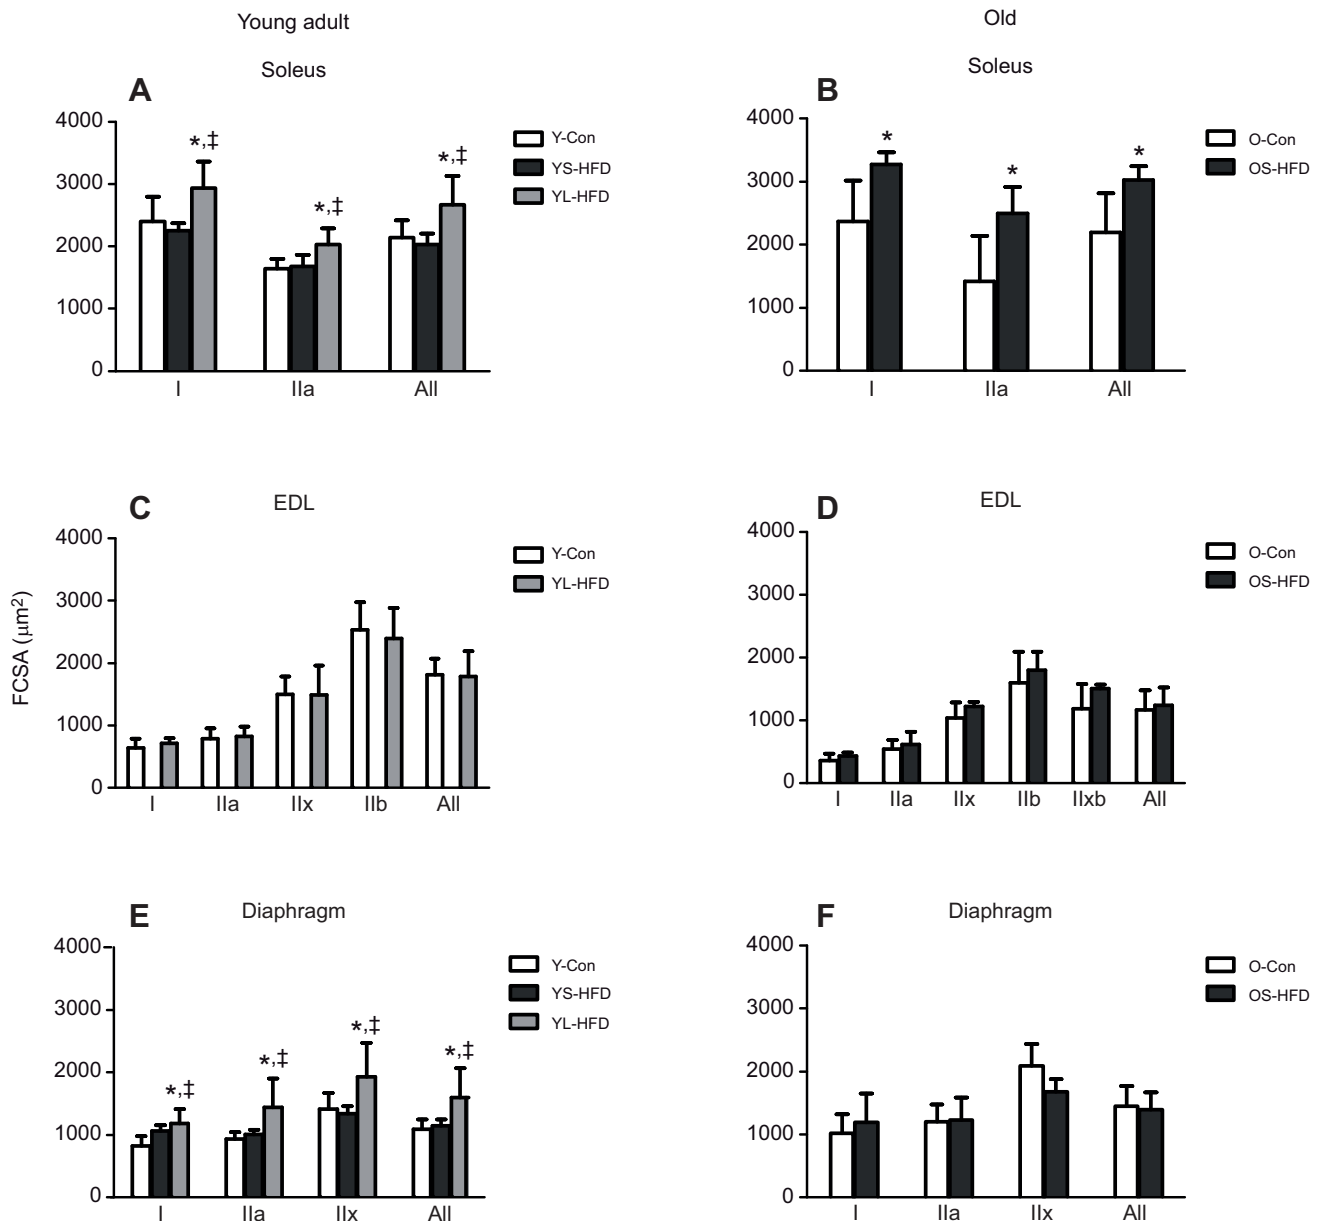 Young adult
Old
Soleus
A
4000
3000
2000
1000
0
*,‡
*,‡
*,‡
I IIa All
Y-Con
YS-HFD
YL-HFD
Soleus
B
4000
3000
2000
1000
0
*
*
*
I IIa All
O-Con
OS-HFD
FCSA (µm²)
EDL
C
4000
3000
2000
1000
0
I IIa IIx IIb All
Y-Con
YL-HFD
EDL
D
4000
3000
2000
1000
0
I IIa IIx IIb IIxb All
O-Con
OS-HFD
Diaphragm
E
4000
3000
2000
1000
0
*,‡
*,‡
*,‡
*,‡
I IIa IIx All
Y-Con
YS-HFD
YL-HFD
Diaphragm
F
4000
3000
2000
1000
0
I IIa IIx All
O-Con
OS-HFD